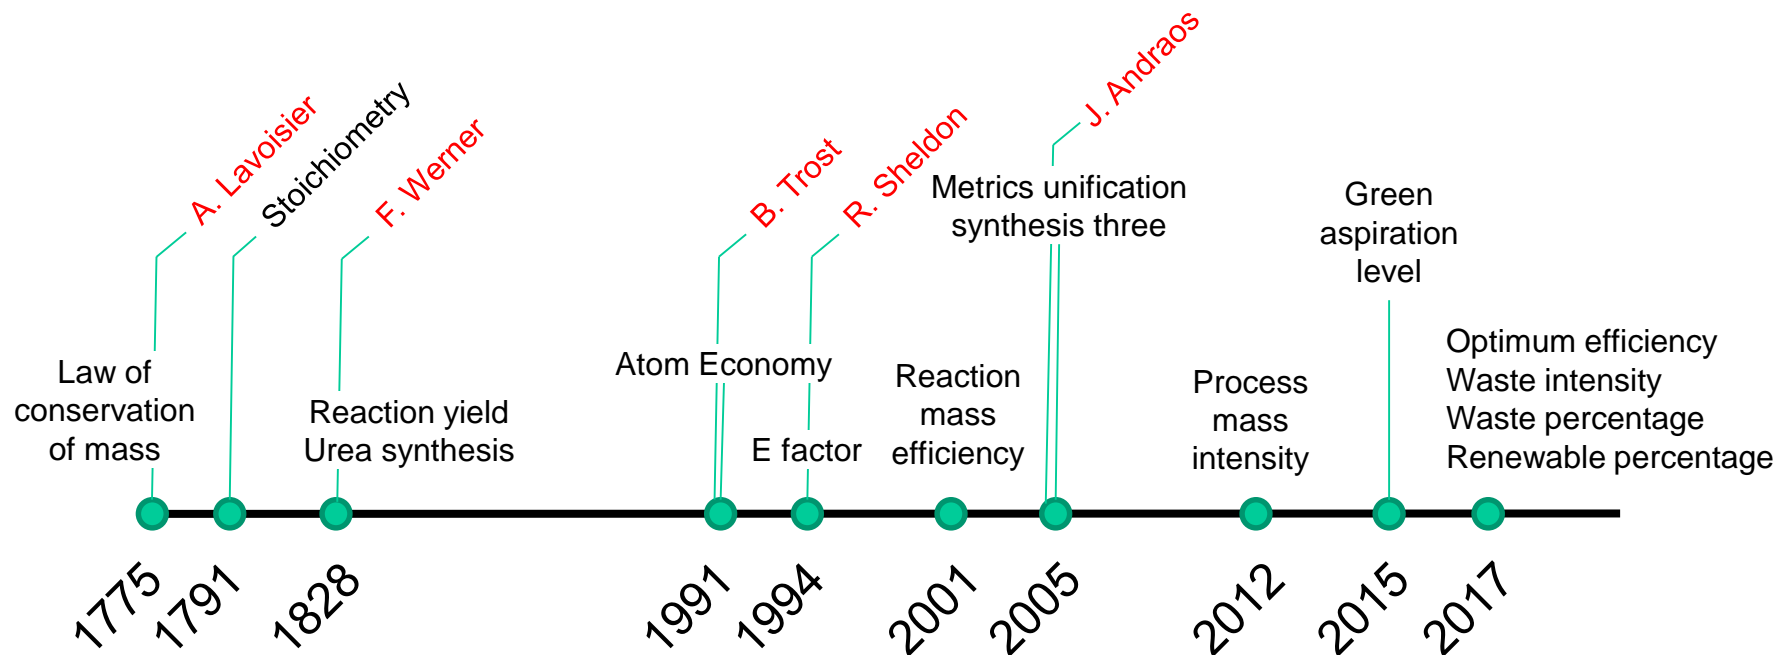 A. Lavoisier
Stoichiometry
F. Werner
B. Trost
R. Sheldon
J. Andraos
Law of
conservation
of mass
Reaction yield
Urea synthesis
Atom Economy
E factor
Reaction
mass
efficiency
Metrics unification
synthesis three
Process
mass
intensity
Green
aspiration
level
Optimum efficiency
Waste intensity
Waste percentage
Renewable percentage
1775
1791
1828
1991
1994
2001
2005
2012
2015
2017